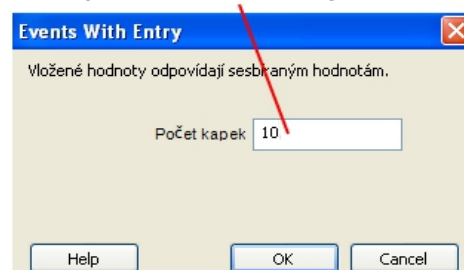 Events With Entry
Vložené hodnoty odpovídají sesbíraným hodnotám.
Počet kapek 10
Help OK Cancel